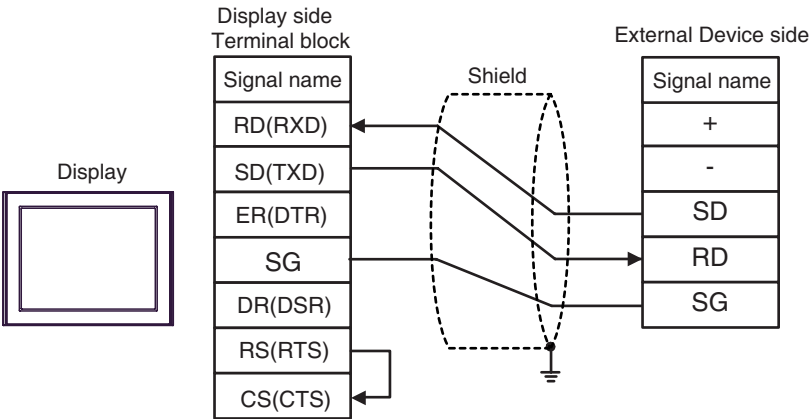 Display side
Terminal block
External Device side
Signal name
Shield
Signal name
RD(RXD)
+
Display
SD(TXD)
-
ER(DTR)
SD
SG
RD
DR(DSR)
SG
RS(RTS)
CS(CTS)